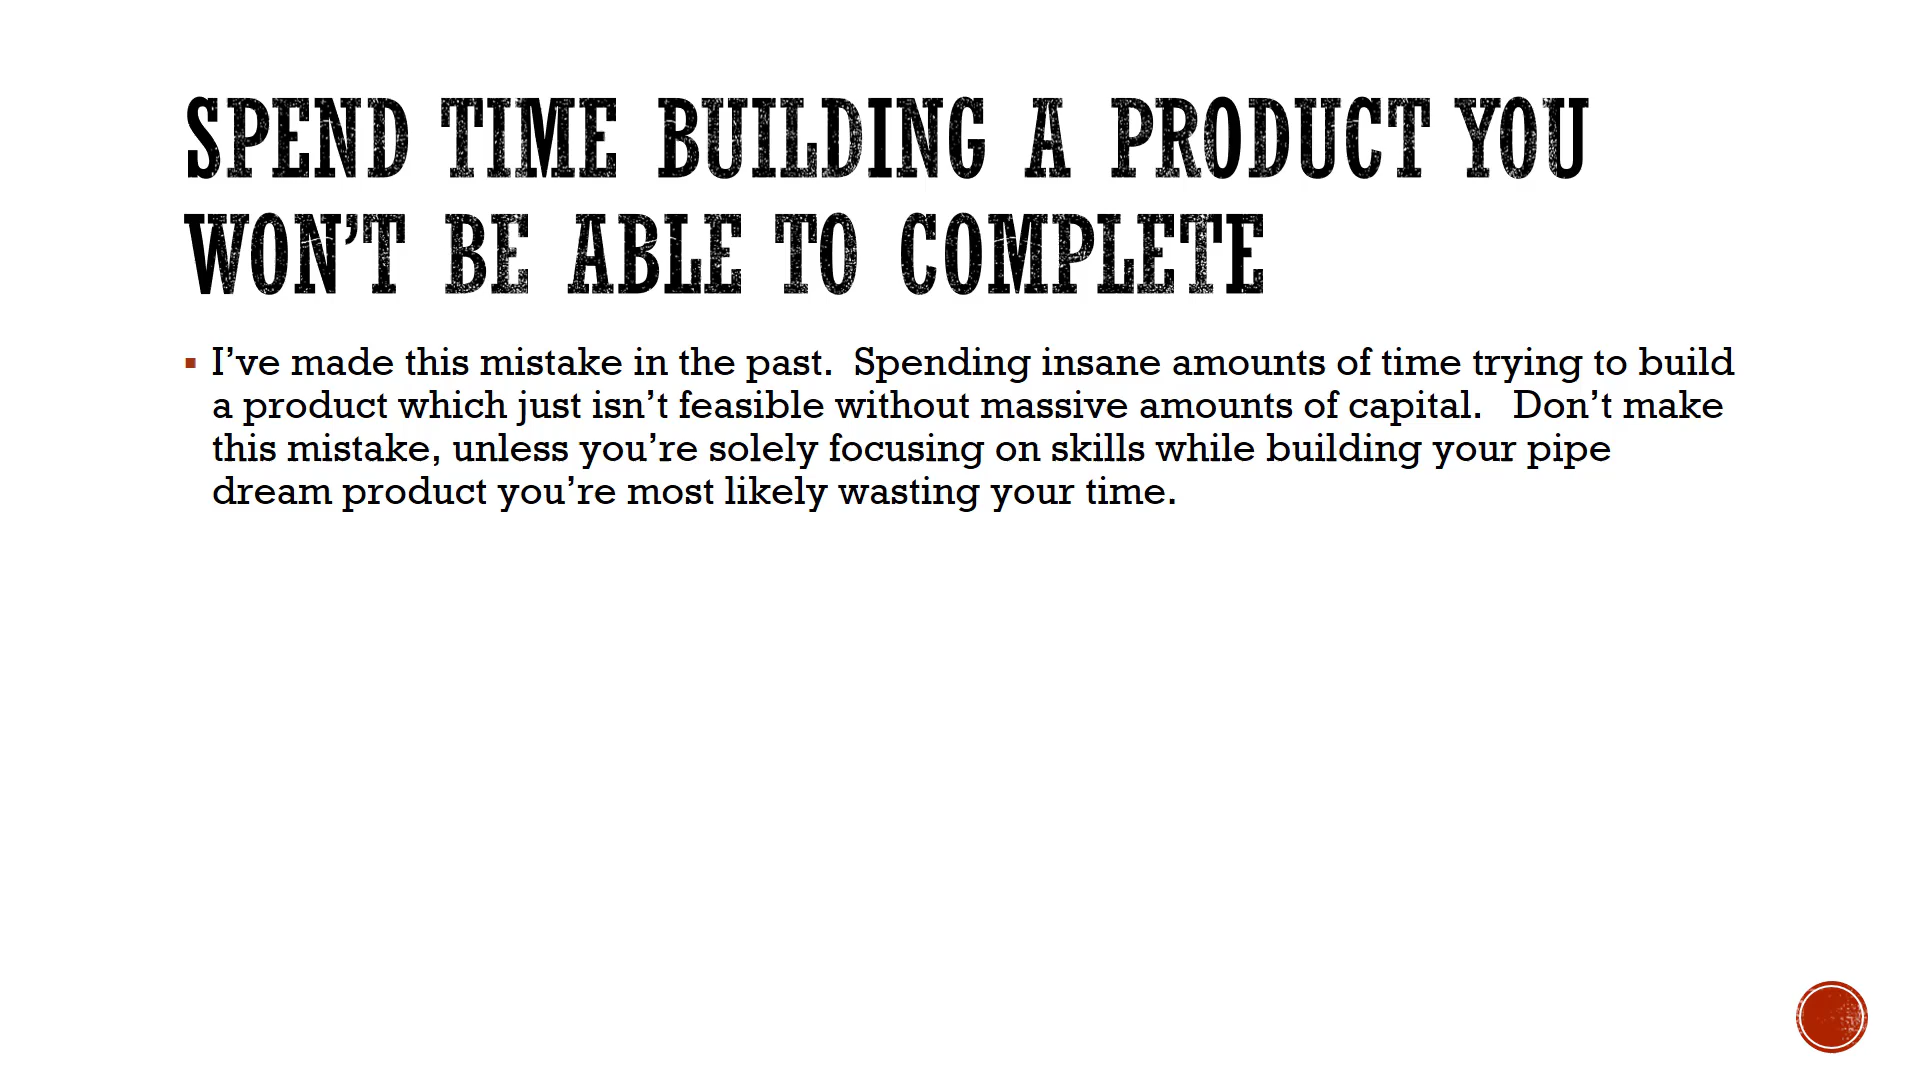 SPEND TIME BUILDING A PRODUCT YOU
WON’T BE ABLE TO COMPLETE
▪ I’ve made this mistake in the past.  Spending insane amounts of time trying to build
a product which just isn’t feasible without massive amounts of capital.   Don’t make
this mistake, unless you’re solely focusing on skills while building your pipe
dream product you’re most likely wasting your time.